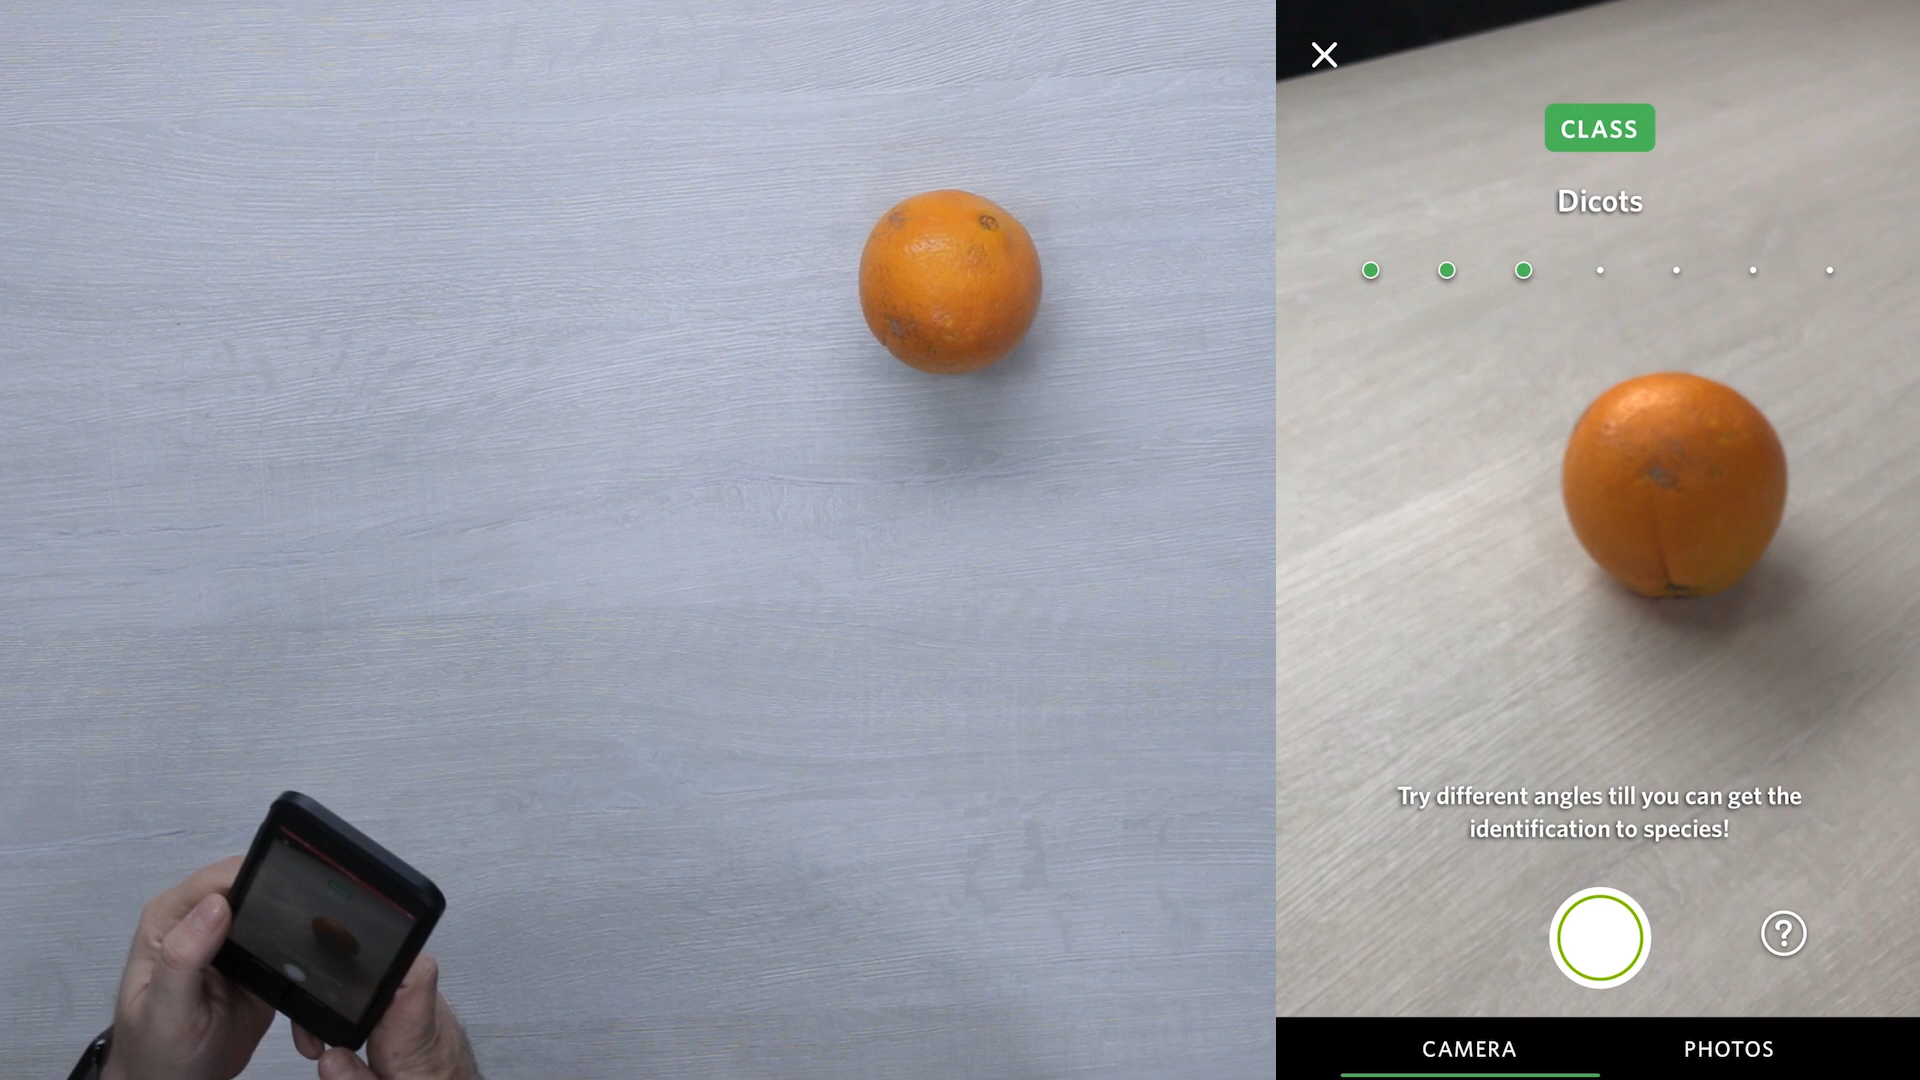 CLASS
Dicots
Try different angles till you can get the
identification to species!
?
CAMERA
PHOTOS